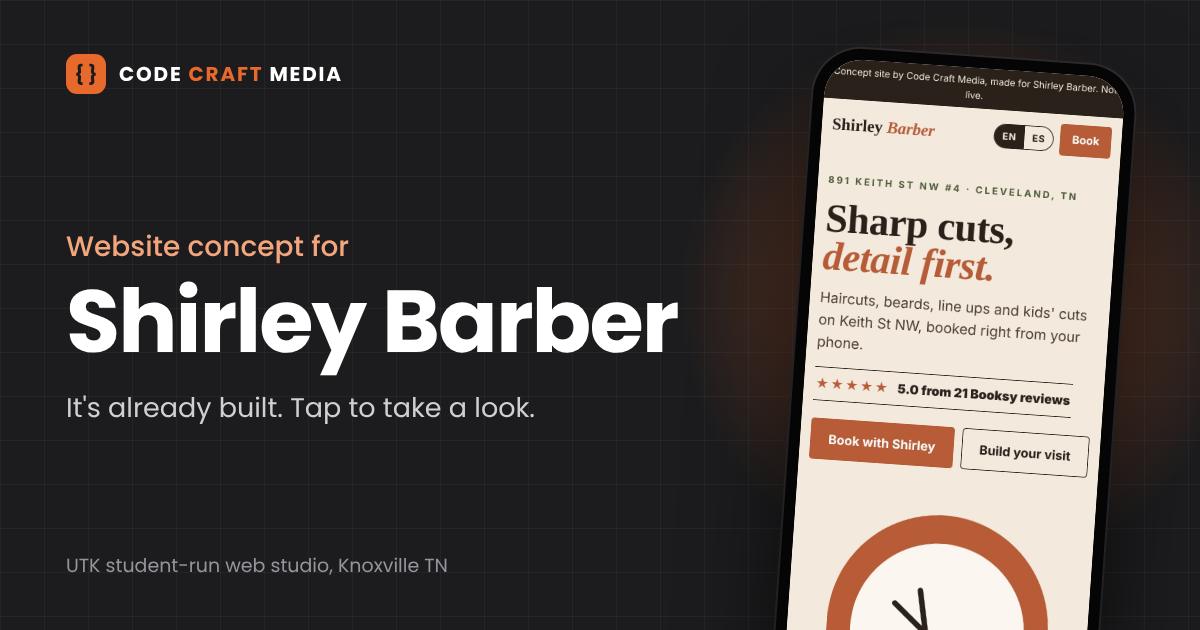 { } CODE CRAFT MEDIA
Website concept for
Shirley Barber
It's already built. Tap to take a look.
UTK student-run web studio, Knoxville TN
Concept site by Code Craft Media, made for Shirley Barber. Not
live.
Shirley Barber
EN ES
Book
891 KEITH ST NW #4 · CLEVELAND, TN
Sharp cuts,
detail first.
Haircuts, beards, line ups and kids' cuts
on Keith St NW, booked right from your
phone.
★★★★★ 5.0 from 21 Booksy reviews
Book with Shirley
Build your visit